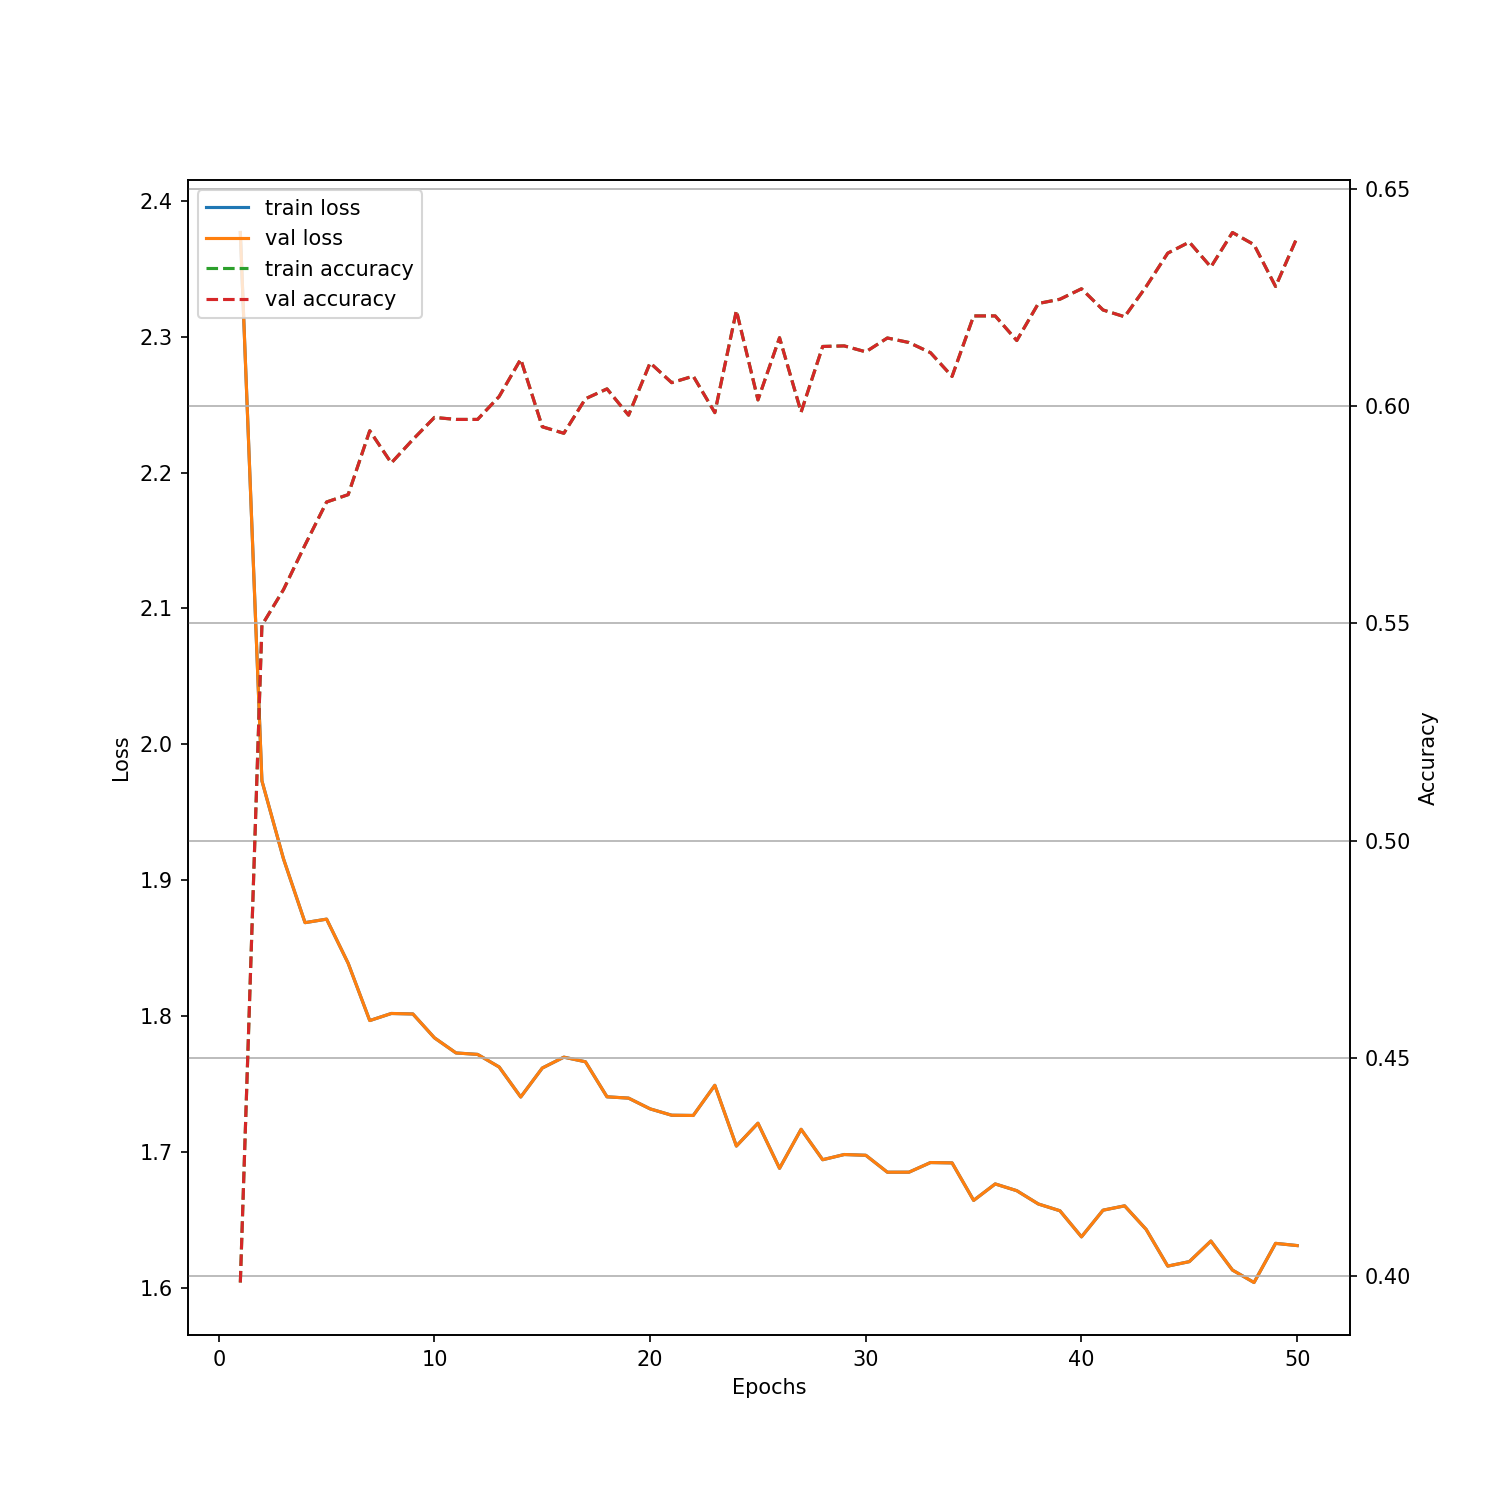 train loss
val loss
train accuracy
val accuracy
2.4
2.3
2.2
2.1
2.0
1.9
1.8
1.7
1.6
Loss
0.65
0.60
0.55
0.50
0.45
0.40
Accuracy
0 10 20 30 40 50
Epochs